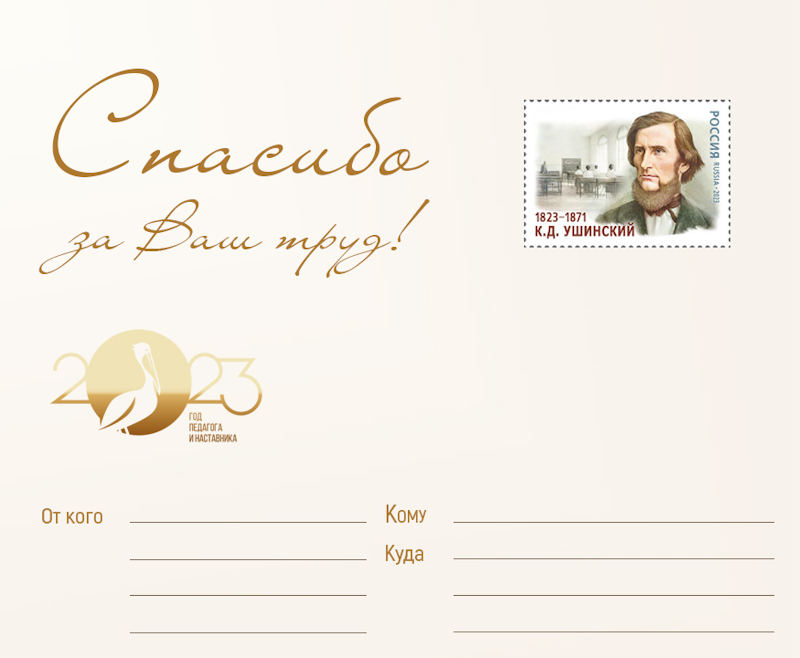 Спасибо
за Ваш труд!
РОССИЯ RUSSIA•2023
1823–1871
К.Д. УШИНСКИЙ
2023
ГОД
ПЕДАГОГА
И НАСТАВНИКА
От кого
Кому
Куда